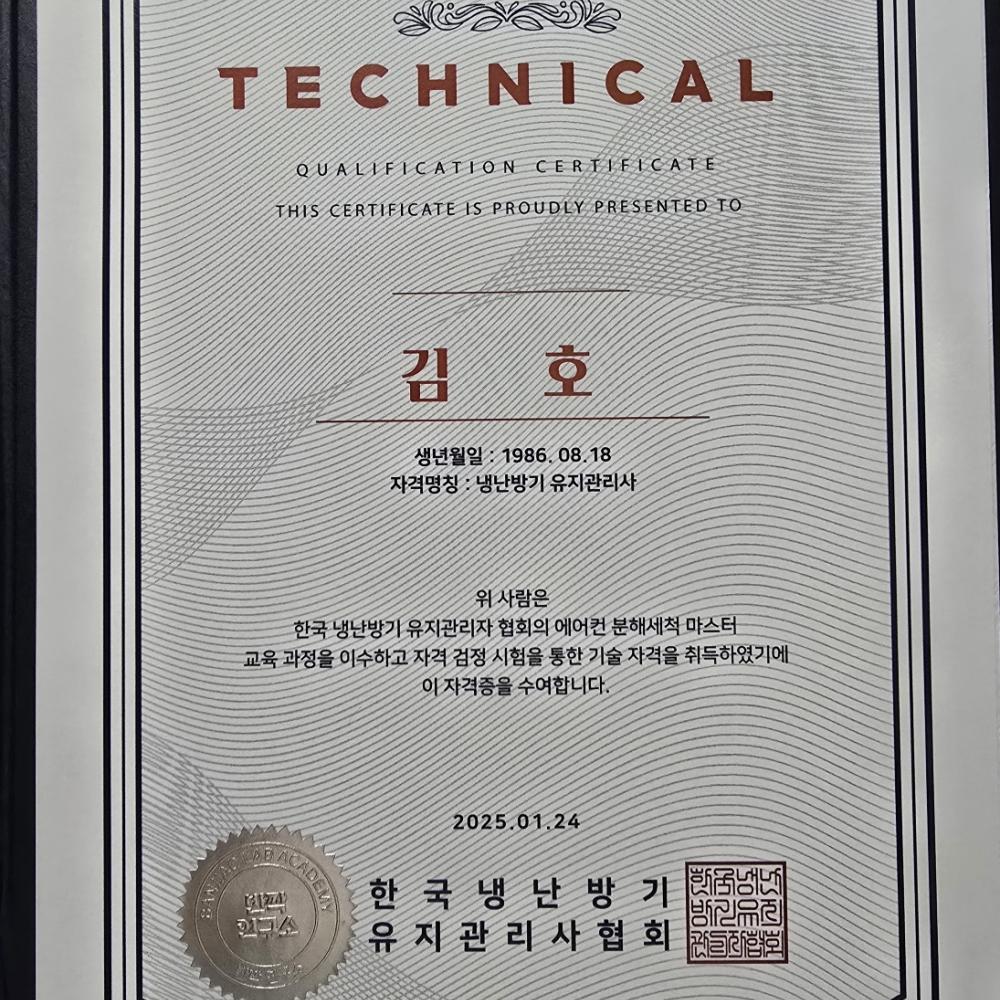 TECHNICAL
QUALIFICATION CERTIFICATE
THIS CERTIFICATE IS PROUDLY PRESENTED TO
김 호
생년월일 : 1986. 08.18
자격명칭 : 냉난방기 유지관리사
위 사람은
한국 냉난방기 유지관리자 협회의 에어컨 분해세척 마스터
교육 과정을 이수하고 자격 검정 시험을 통한 기술 자격을 취득하였기에
이 자격증을 수여합니다.
2025.01.24
한국냉난방기
유지관리사협회
LAB ACADEMY
연구소